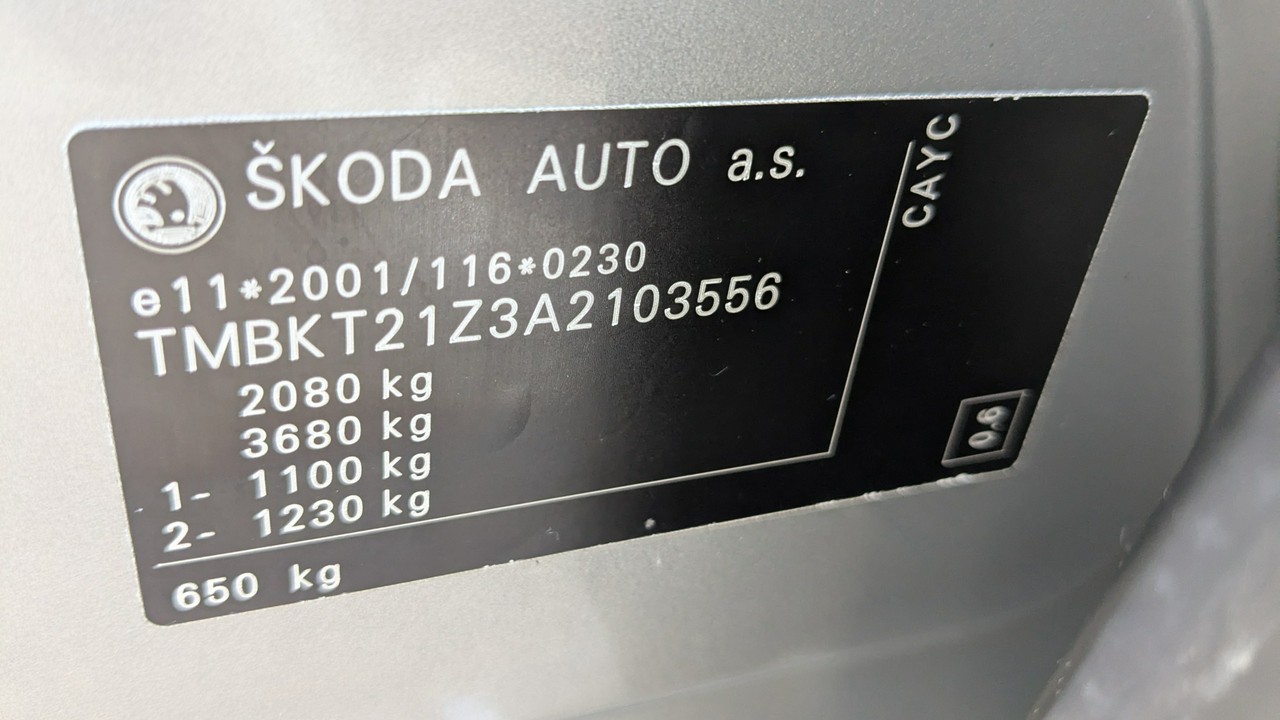 ŠKODA AUTO a.s.
e11*2001/116*0230
TMBKT21Z3A2103556
2080 kg
3680 kg
1- 1100 kg
2- 1230 kg
650 kg
CAYC
0.6